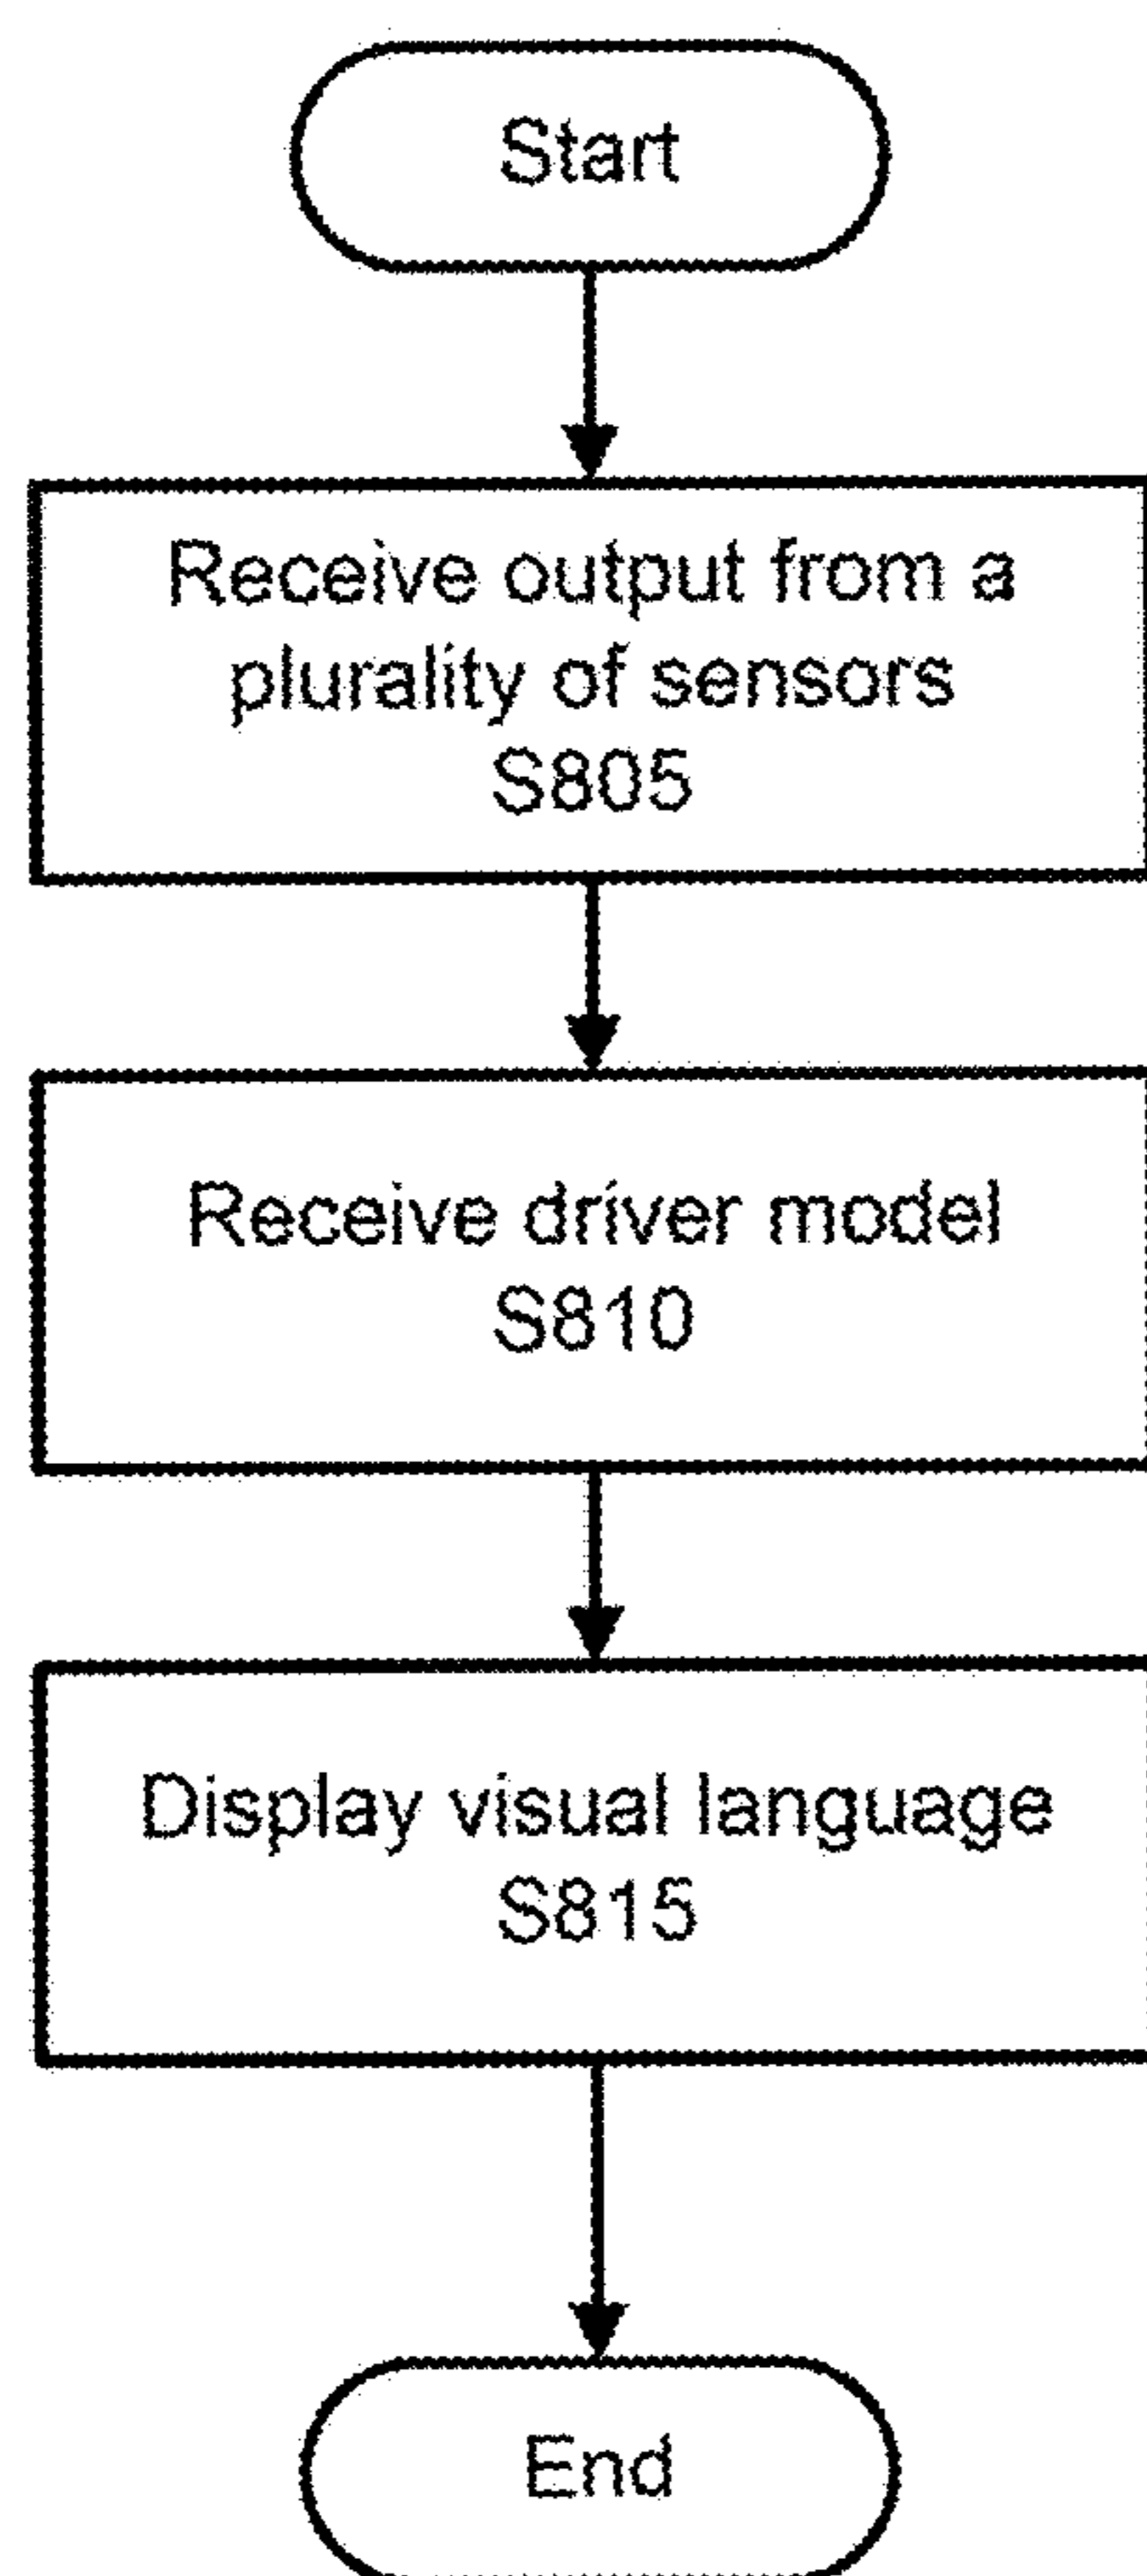 Start
Receive output from a
plurality of sensors
S805
Receive driver model
S810
Display visual language
S815
End